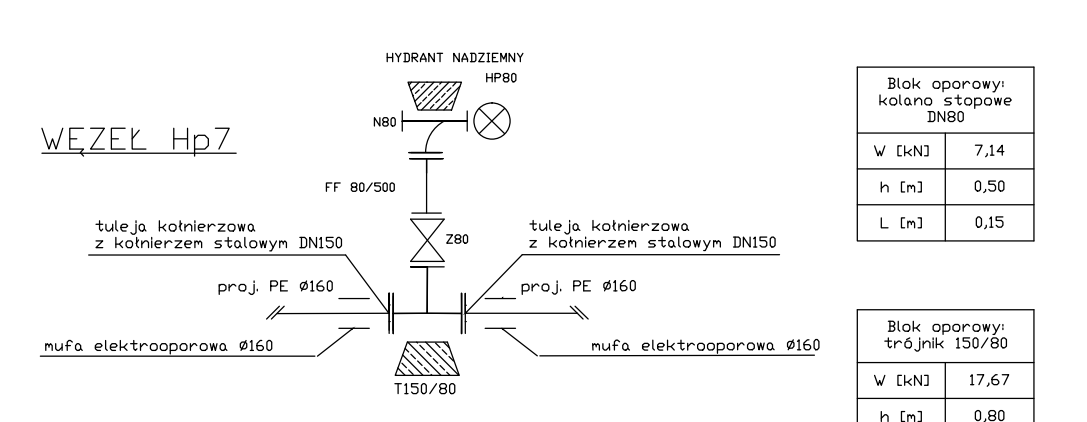 HYDRANT NADZIEMNY
HP80
N80
WĘZEŁ Hp7
FF 80/500
tuleja kołnierzowa
z kołnierzem stalowym DN150
Z80
tuleja kołnierzowa
z kołnierzem stalowym DN150
proj. PE Ø160
proj. PE Ø160
mufa elektrooporowa Ø160
mufa elektrooporowa Ø160
T150/80
Blok oporowy:
kolano stopowe
DN80
W [kN] 7,14
h [m] 0,50
L [m] 0,15
Blok oporowy:
trójnik 150/80
W [kN] 17,67
h [m] 0,80